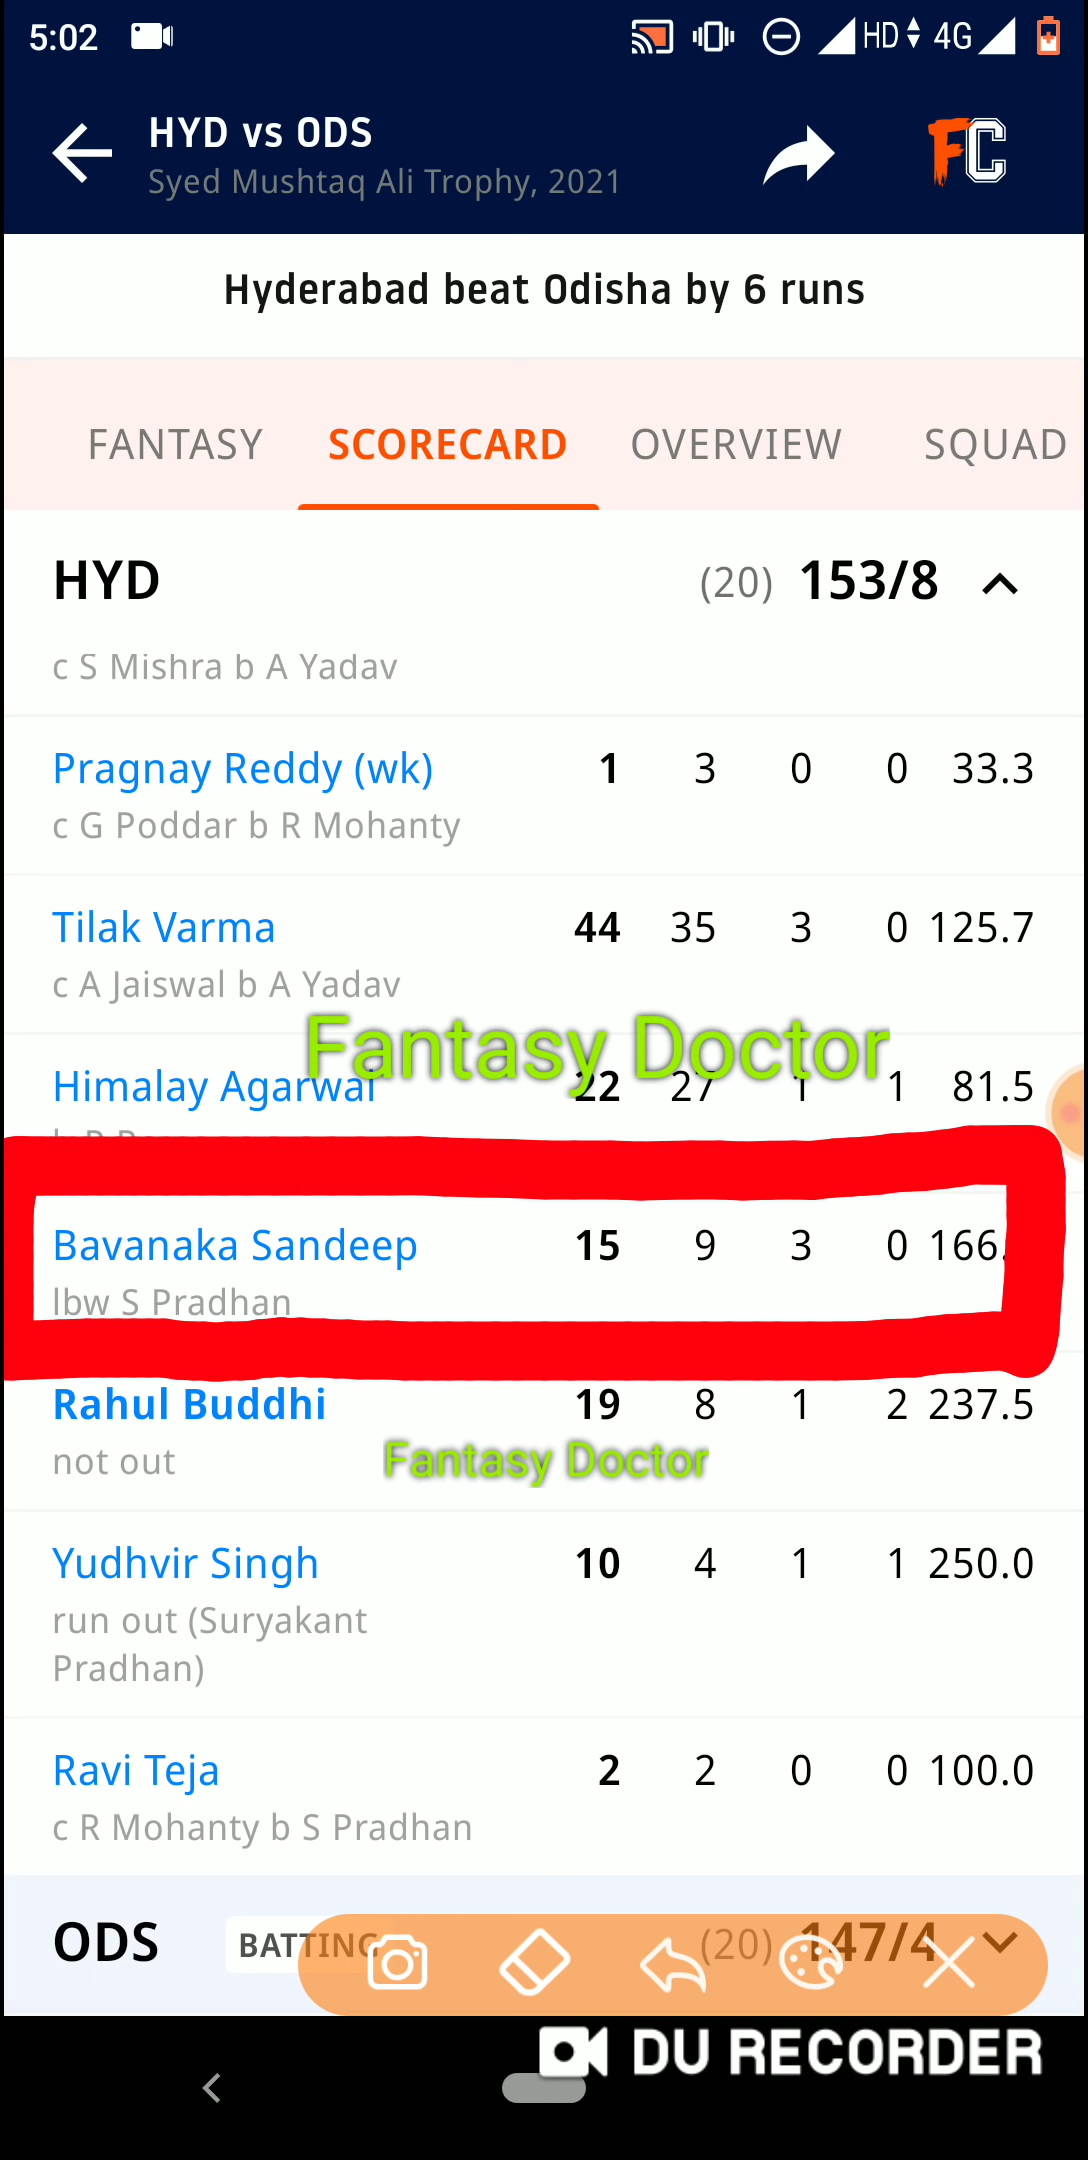 5:02 HD 4G
HYD vs ODS
Syed Mushtaq Ali Trophy, 2021
FC
Hyderabad beat Odisha by 6 runs
FANTASY SCORECARD OVERVIEW SQUAD
HYD (20) 153/8
c S Mishra b A Yadav
Pragnay Reddy (wk) 1 3 0 0 33.3
c G Poddar b R Mohanty
Tilak Varma 44 35 3 0 125.7
c A Jaiswal b A Yadav
Fantasy Doctor
Himalay Agarwal 22 27 1 1 81.5
Bavanaka Sandeep 15 9 3 0 166.
lbw S Pradhan
Rahul Buddhi 19 8 1 2 237.5
not out
Fantasy Doctor
Yudhvir Singh 10 4 1 1 250.0
run out (Suryakant
Pradhan)
Ravi Teja 2 2 0 0 100.0
c R Mohanty b S Pradhan
ODS BATTING (20) 147/4
DU RECORDER